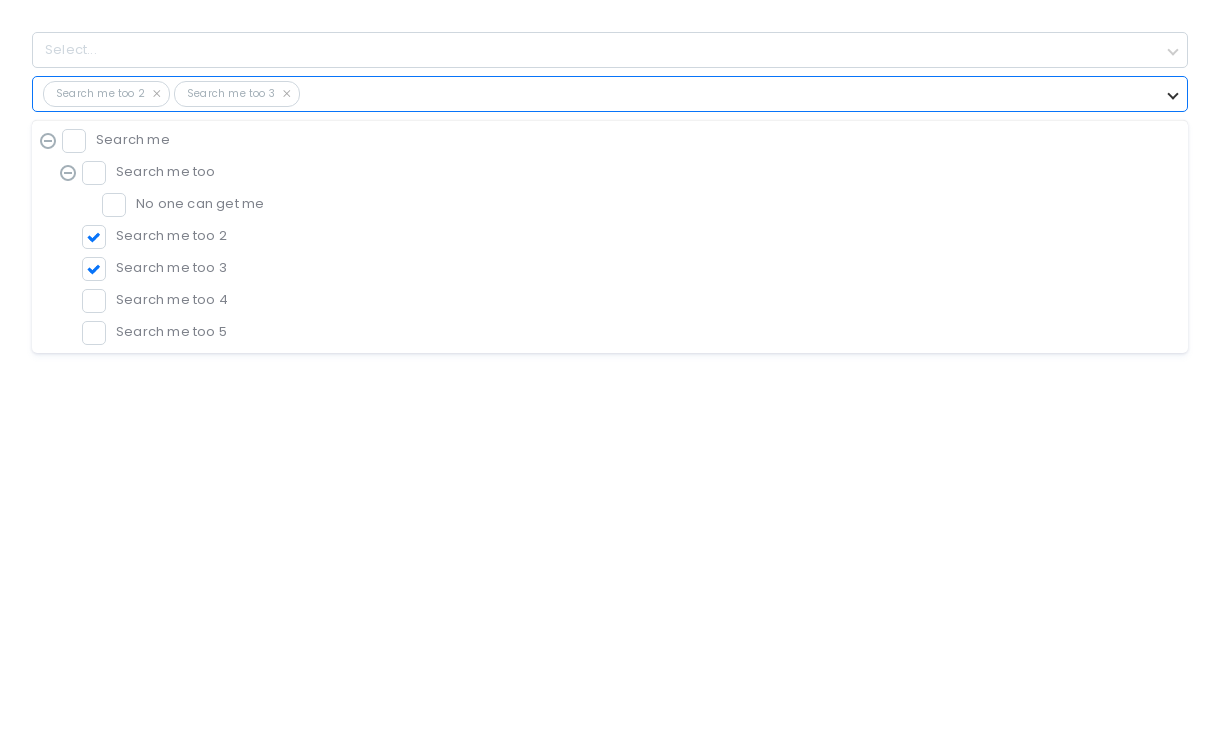 Select...
Search me too 2 Search me too 3
Search me
Search me too
No one can get me
Search me too 2
Search me too 3
Search me too 4
Search me too 5